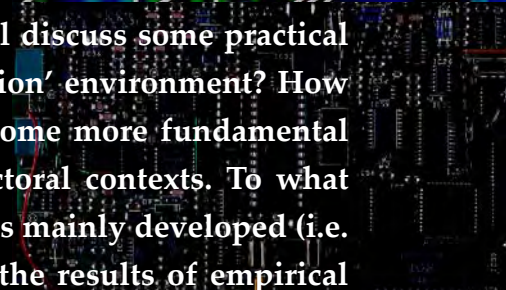 l discuss some practical
ion’ environment? How
ome more fundamental
ctoral contexts. To what
s mainly developed (i.e.
the results of empirical